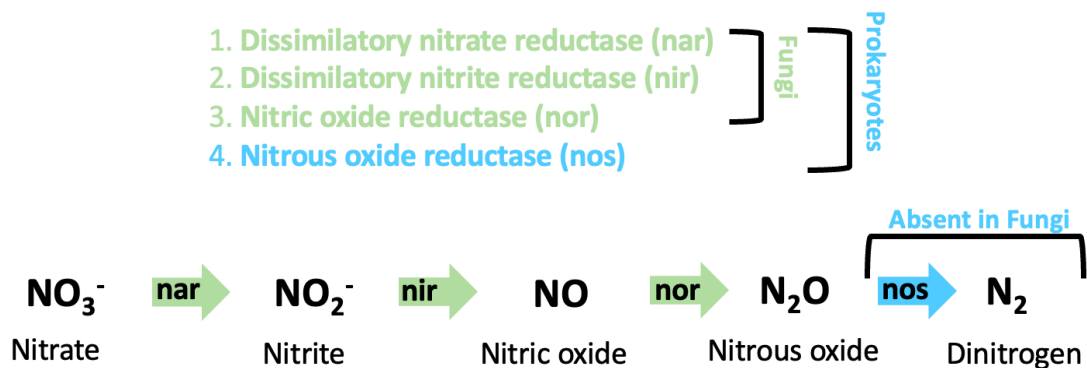 1. Dissimilatory nitrate reductase (nar)
2. Dissimilatory nitrite reductase (nir)
3. Nitric oxide reductase (nor)
4. Nitrous oxide reductase (nos)
Fungi
Prokaryotes
Absent in Fungi
NO₃⁻ nar NO₂⁻ nir NO nor N₂O nos N₂
Nitrate Nitrite Nitric oxide Nitrous oxide Dinitrogen